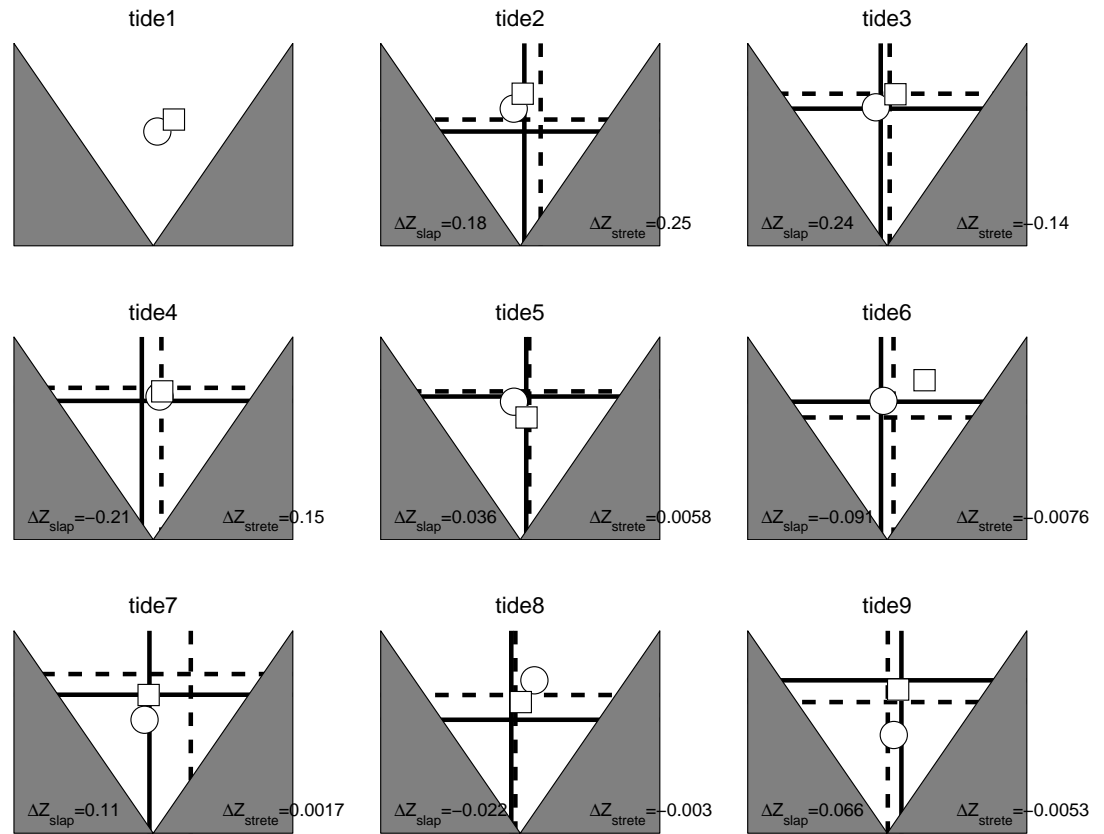 tide1
tide2
tide3
ΔZslap=0.18
ΔZstrete=0.25
ΔZslap=0.24
ΔZstrete=−0.14
tide4
tide5
tide6
ΔZslap=−0.21
ΔZstrete=0.15
ΔZslap=0.036
ΔZstrete=0.0058
ΔZslap=−0.091
ΔZstrete=−0.0076
tide7
tide8
tide9
ΔZslap=0.11
ΔZstrete=0.0017
ΔZslap=−0.022
ΔZstrete=−0.003
ΔZslap=0.066
ΔZstrete=−0.0053